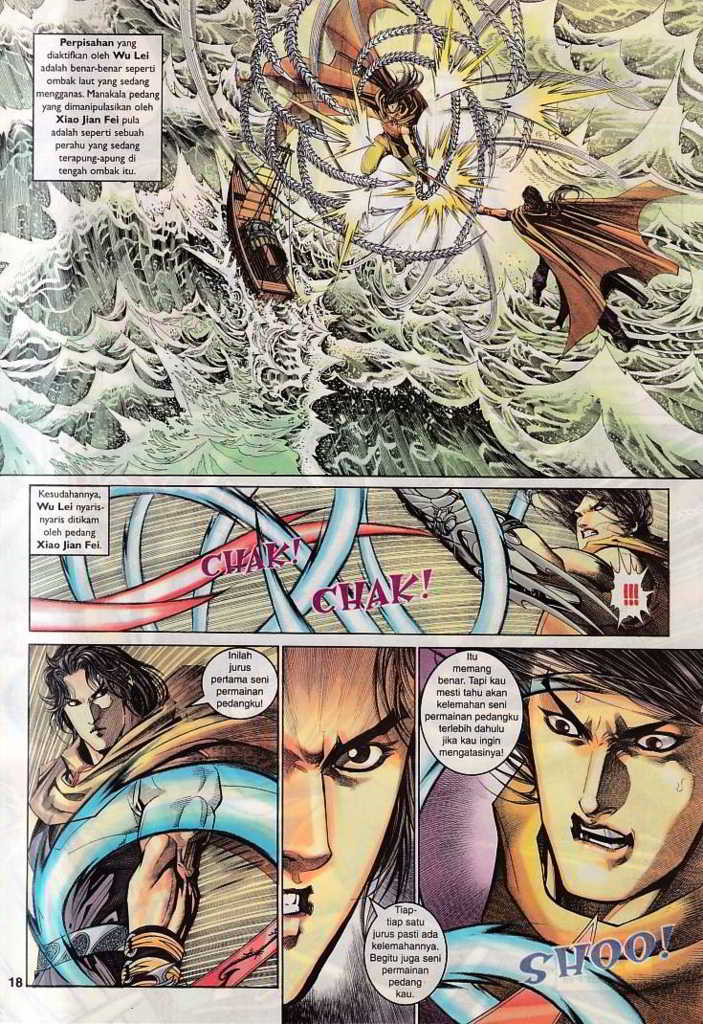 Perpisahan yang
diaktifkan oleh Wu Lei
adalah benar-benar seperti
ombak laut yang sedang
mengganas. Manakala pedang
yang dimanipulasikan oleh
Xiao Jian Fei pula
adalah seperti sebuah
perahu yang sedang
terapung-apung di
tengah ombak itu.
Kesudahannya,
Wu Lei nyaris-
nyaris ditikam
oleh pedang
Xiao Jian Fei.
CHAK!
CHAK!
!!!
Inilah
jurus
pertama seni
permainan
pedangku!
Itu
memang
benar. Tapi kau
mesti tahu akan
kelemahan seni
permainan pedangku
terlebih dahulu
jika kau ingin
mengatasinya!
Tiap-
tiap satu
jurus pasti ada
kelemahannya.
Begitu juga seni
permainan
pedang
kau.
SHOO!
18